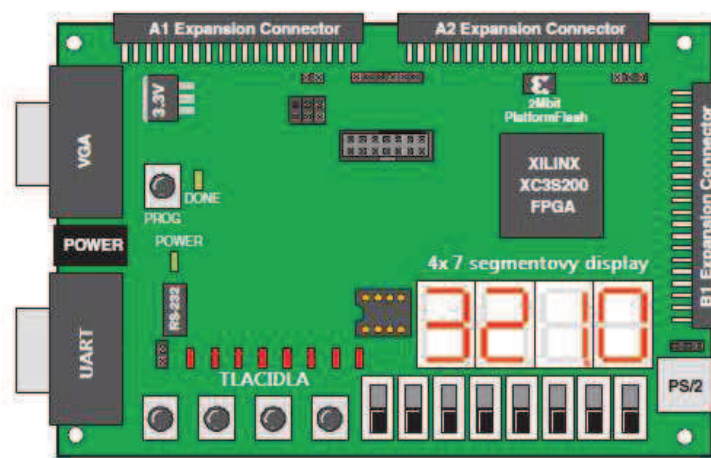 A1 Expansion Connector
A2 Expansion Connector
3.3V
2Mbit
PlatformFlash
VGA
B1 Expansion Connector
XILINX
XC3S200
FPGA
DONE
PROG
POWER
POWER
4x 7 segmentovy display
3210
RS-232
UART
TLACIDLA
PS/2